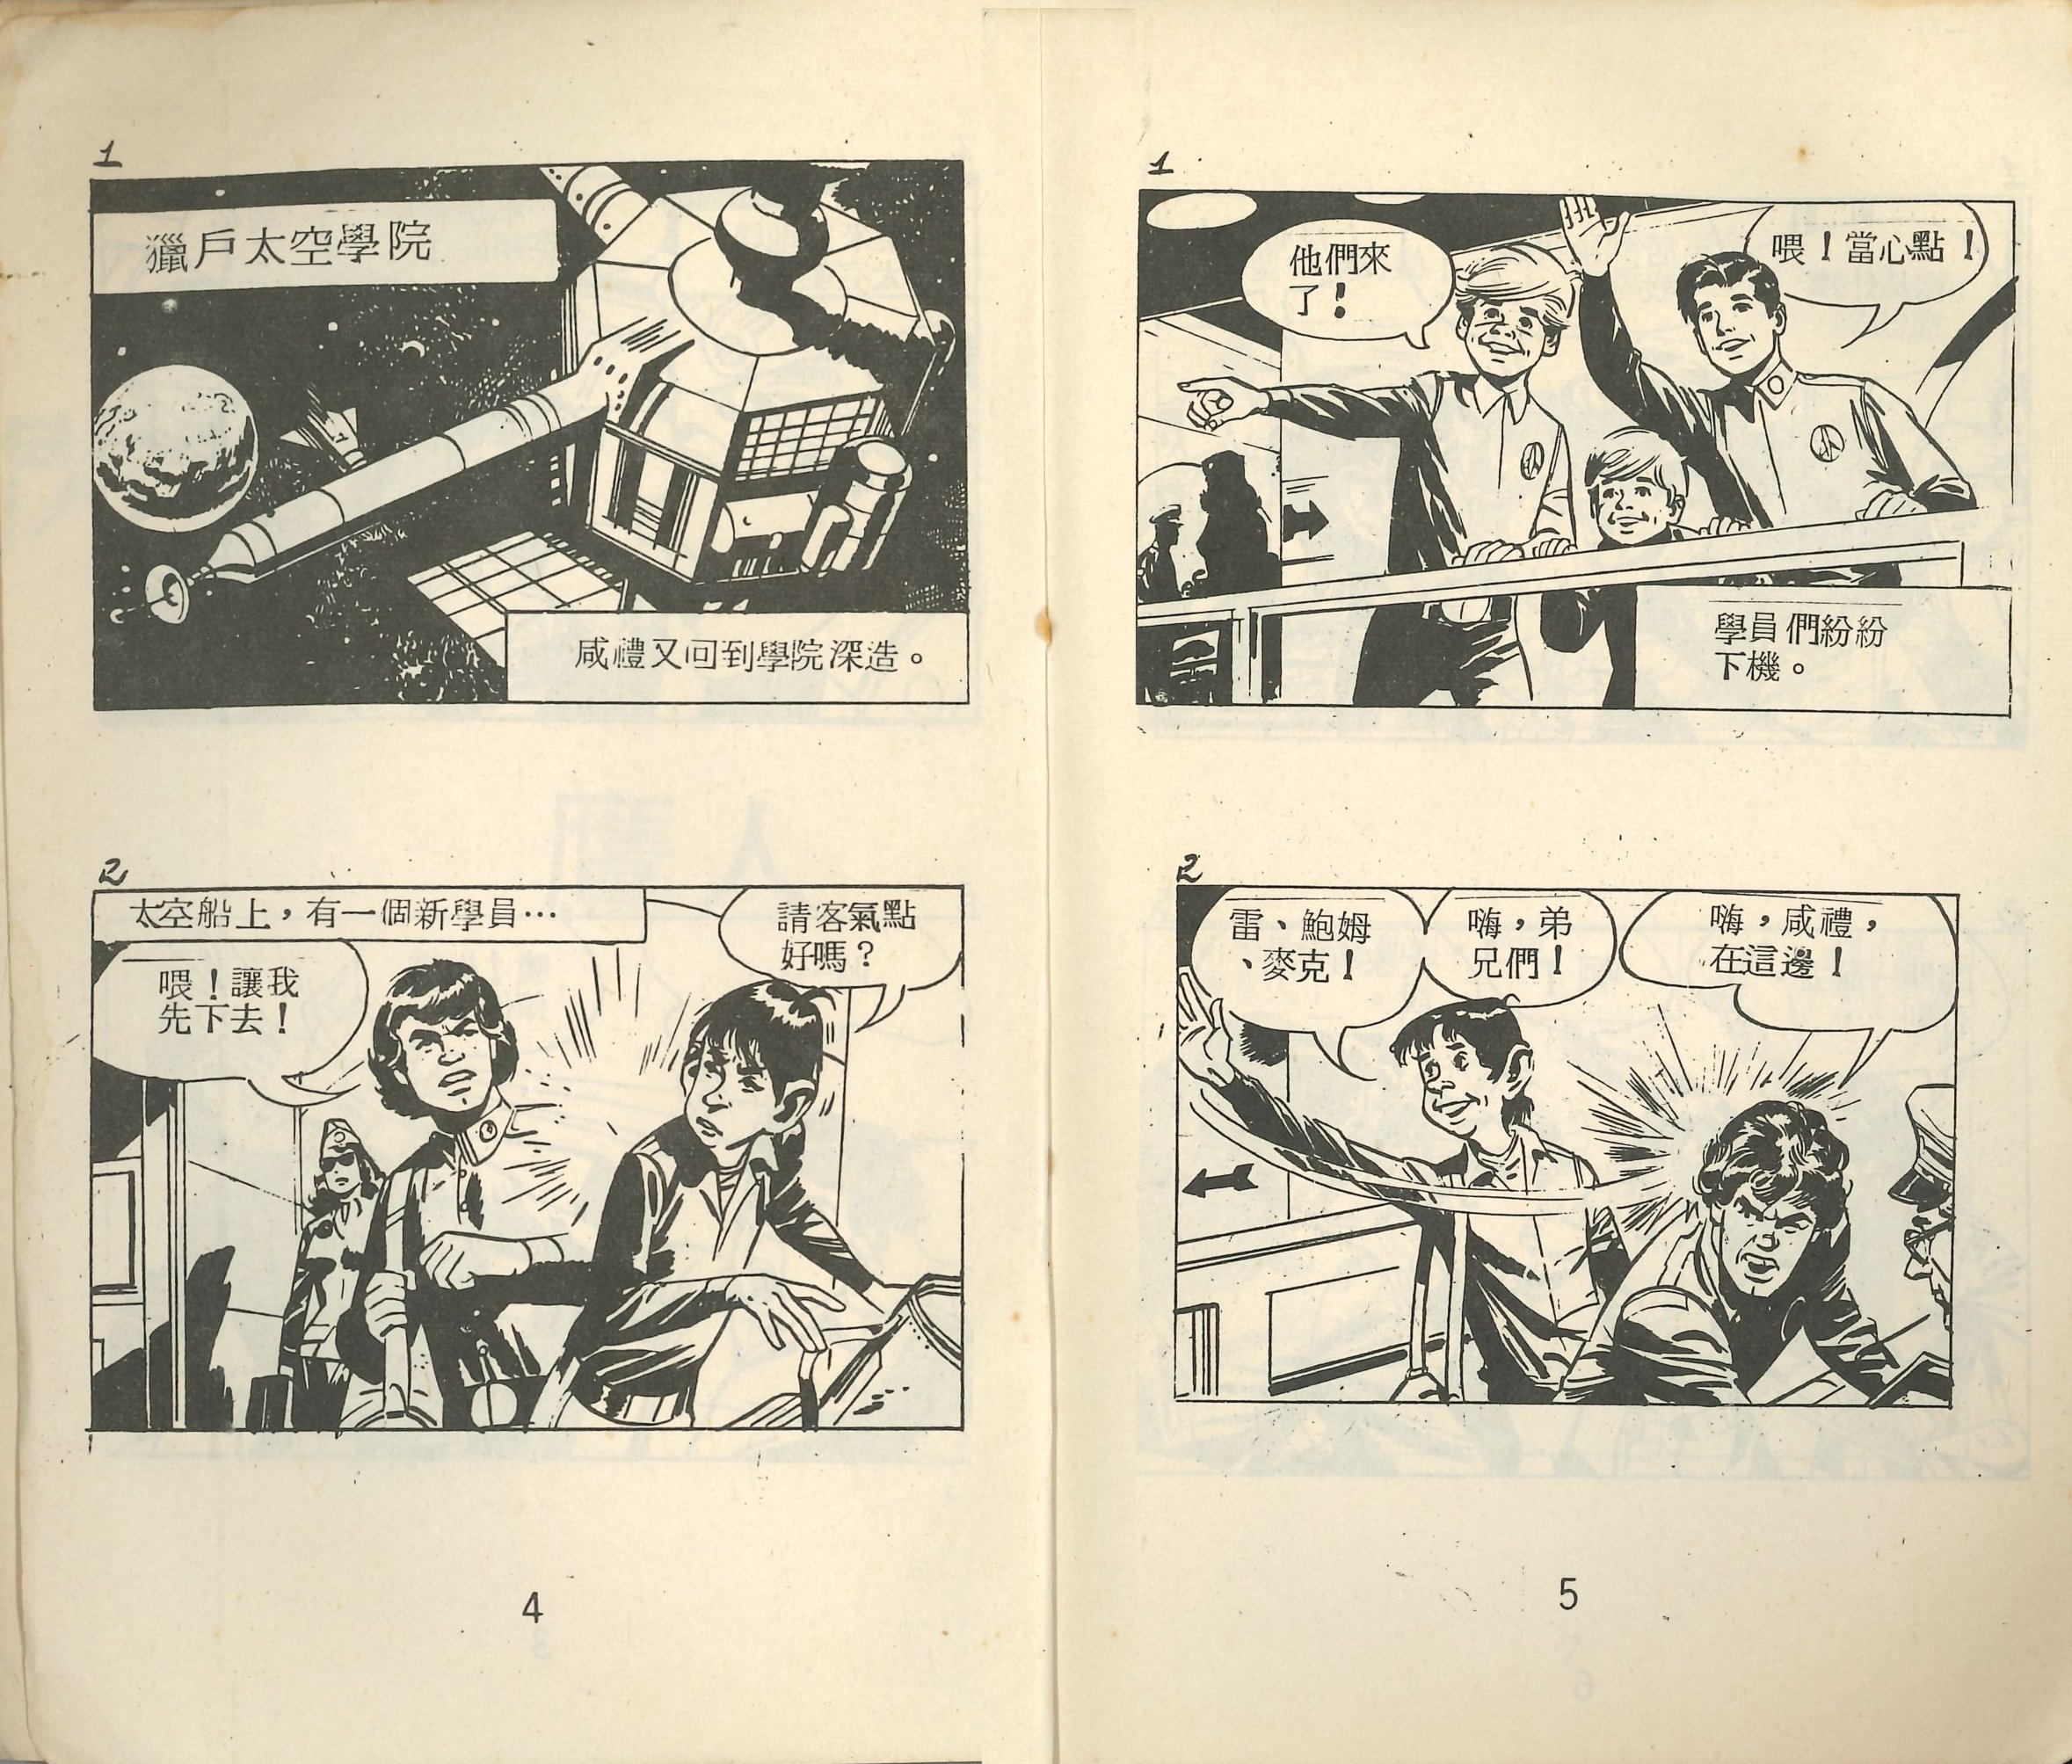 1
獵戶太空學院
咸禮又回到學院深造。
2
太空船上,有一個新學員…
喂!讓我
先下去!
請客氣點
好嗎?
4
1
他們來
了!
喂!當心點!
學員們紛紛
下機。
2
雷、鮑姆
、麥克!
嗨,弟
兄們!
嗨,咸禮,
在這邊!
5